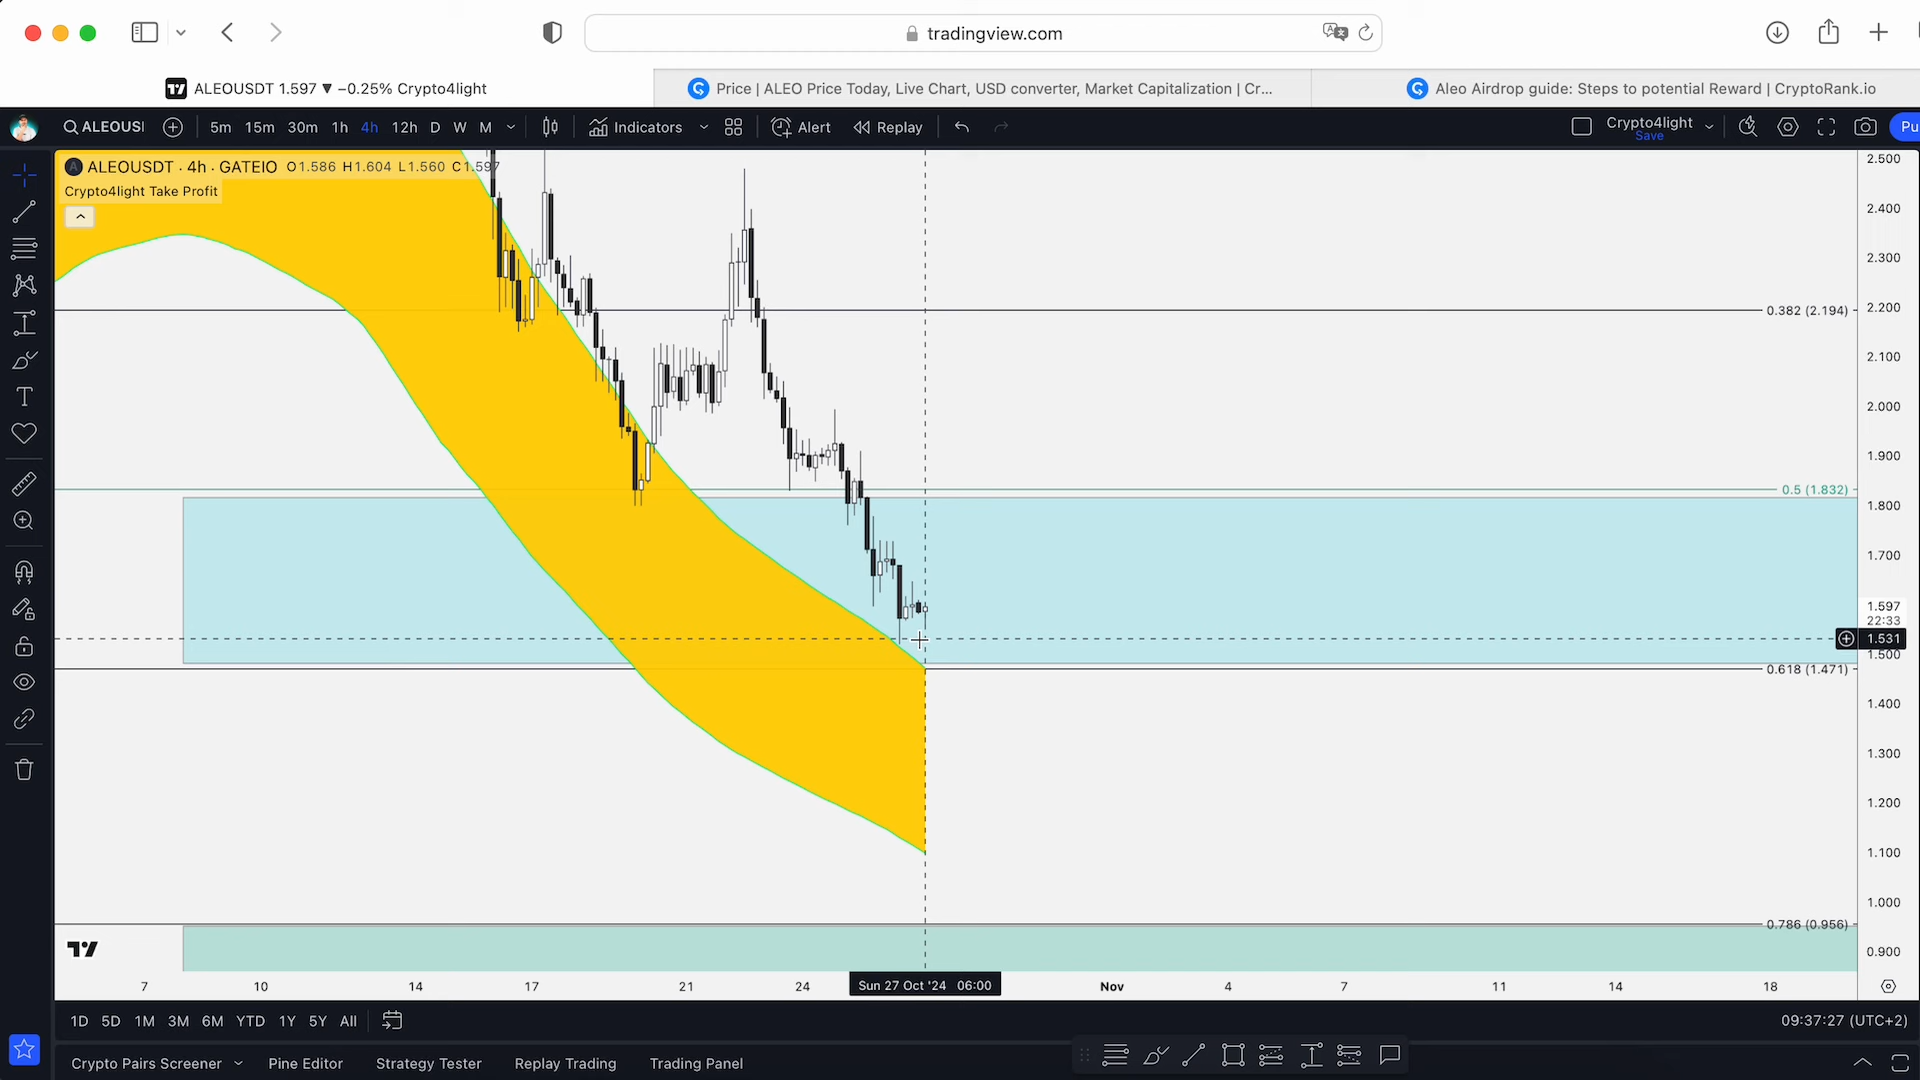 tradingview.com
ALEOUSDT 1.597 ▼ −0.25% Crypto4light
Price | ALEO Price Today, Live Chart, USD converter, Market Capitalization | Cr...
Aleo Airdrop guide: Steps to potential Reward | CryptoRank.io
ALEOUSI 5m 15m 30m 1h 4h 12h D W M Indicators Alert Replay Crypto4light Pu
Save
ALEOUSDT · 4h · GATEIO O1.586 H1.604 L1.560 C1.597
Crypto4light Take Profit
2.500
2.400
2.300
2.200
0.382 (2.194)
2.100
2.000
1.900
0.5 (1.832)
1.800
1.700
1.597
22:33
1.531
1.500
0.618 (1.471)
1.400
1.300
1.200
1.100
1.000
0.786 (0.956)
0.900
7 10 14 17 21 24 Sun 27 Oct '24 06:00 Nov 4 7 11 14 18
1D 5D 1M 3M 6M YTD 1Y 5Y All 09:37:27 (UTC+2)
Crypto Pairs Screener Pine Editor Strategy Tester Replay Trading Trading Panel